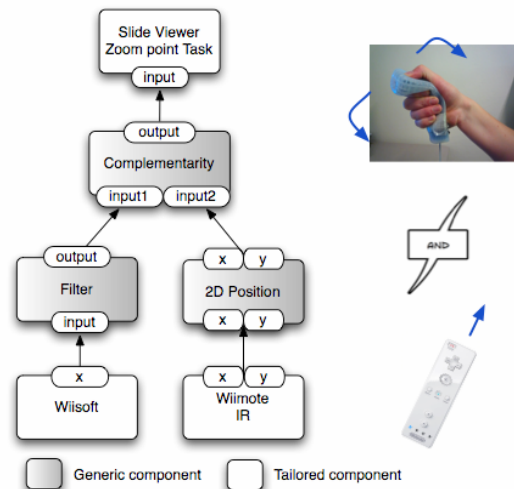 Slide Viewer
Zoom point Task
input
output
Complementarity
input1 input2
output
Filter
input
x y
2D Position
x y
x
Wiisoft
x y
Wiimote
IR
AND
Generic component
Tailored component